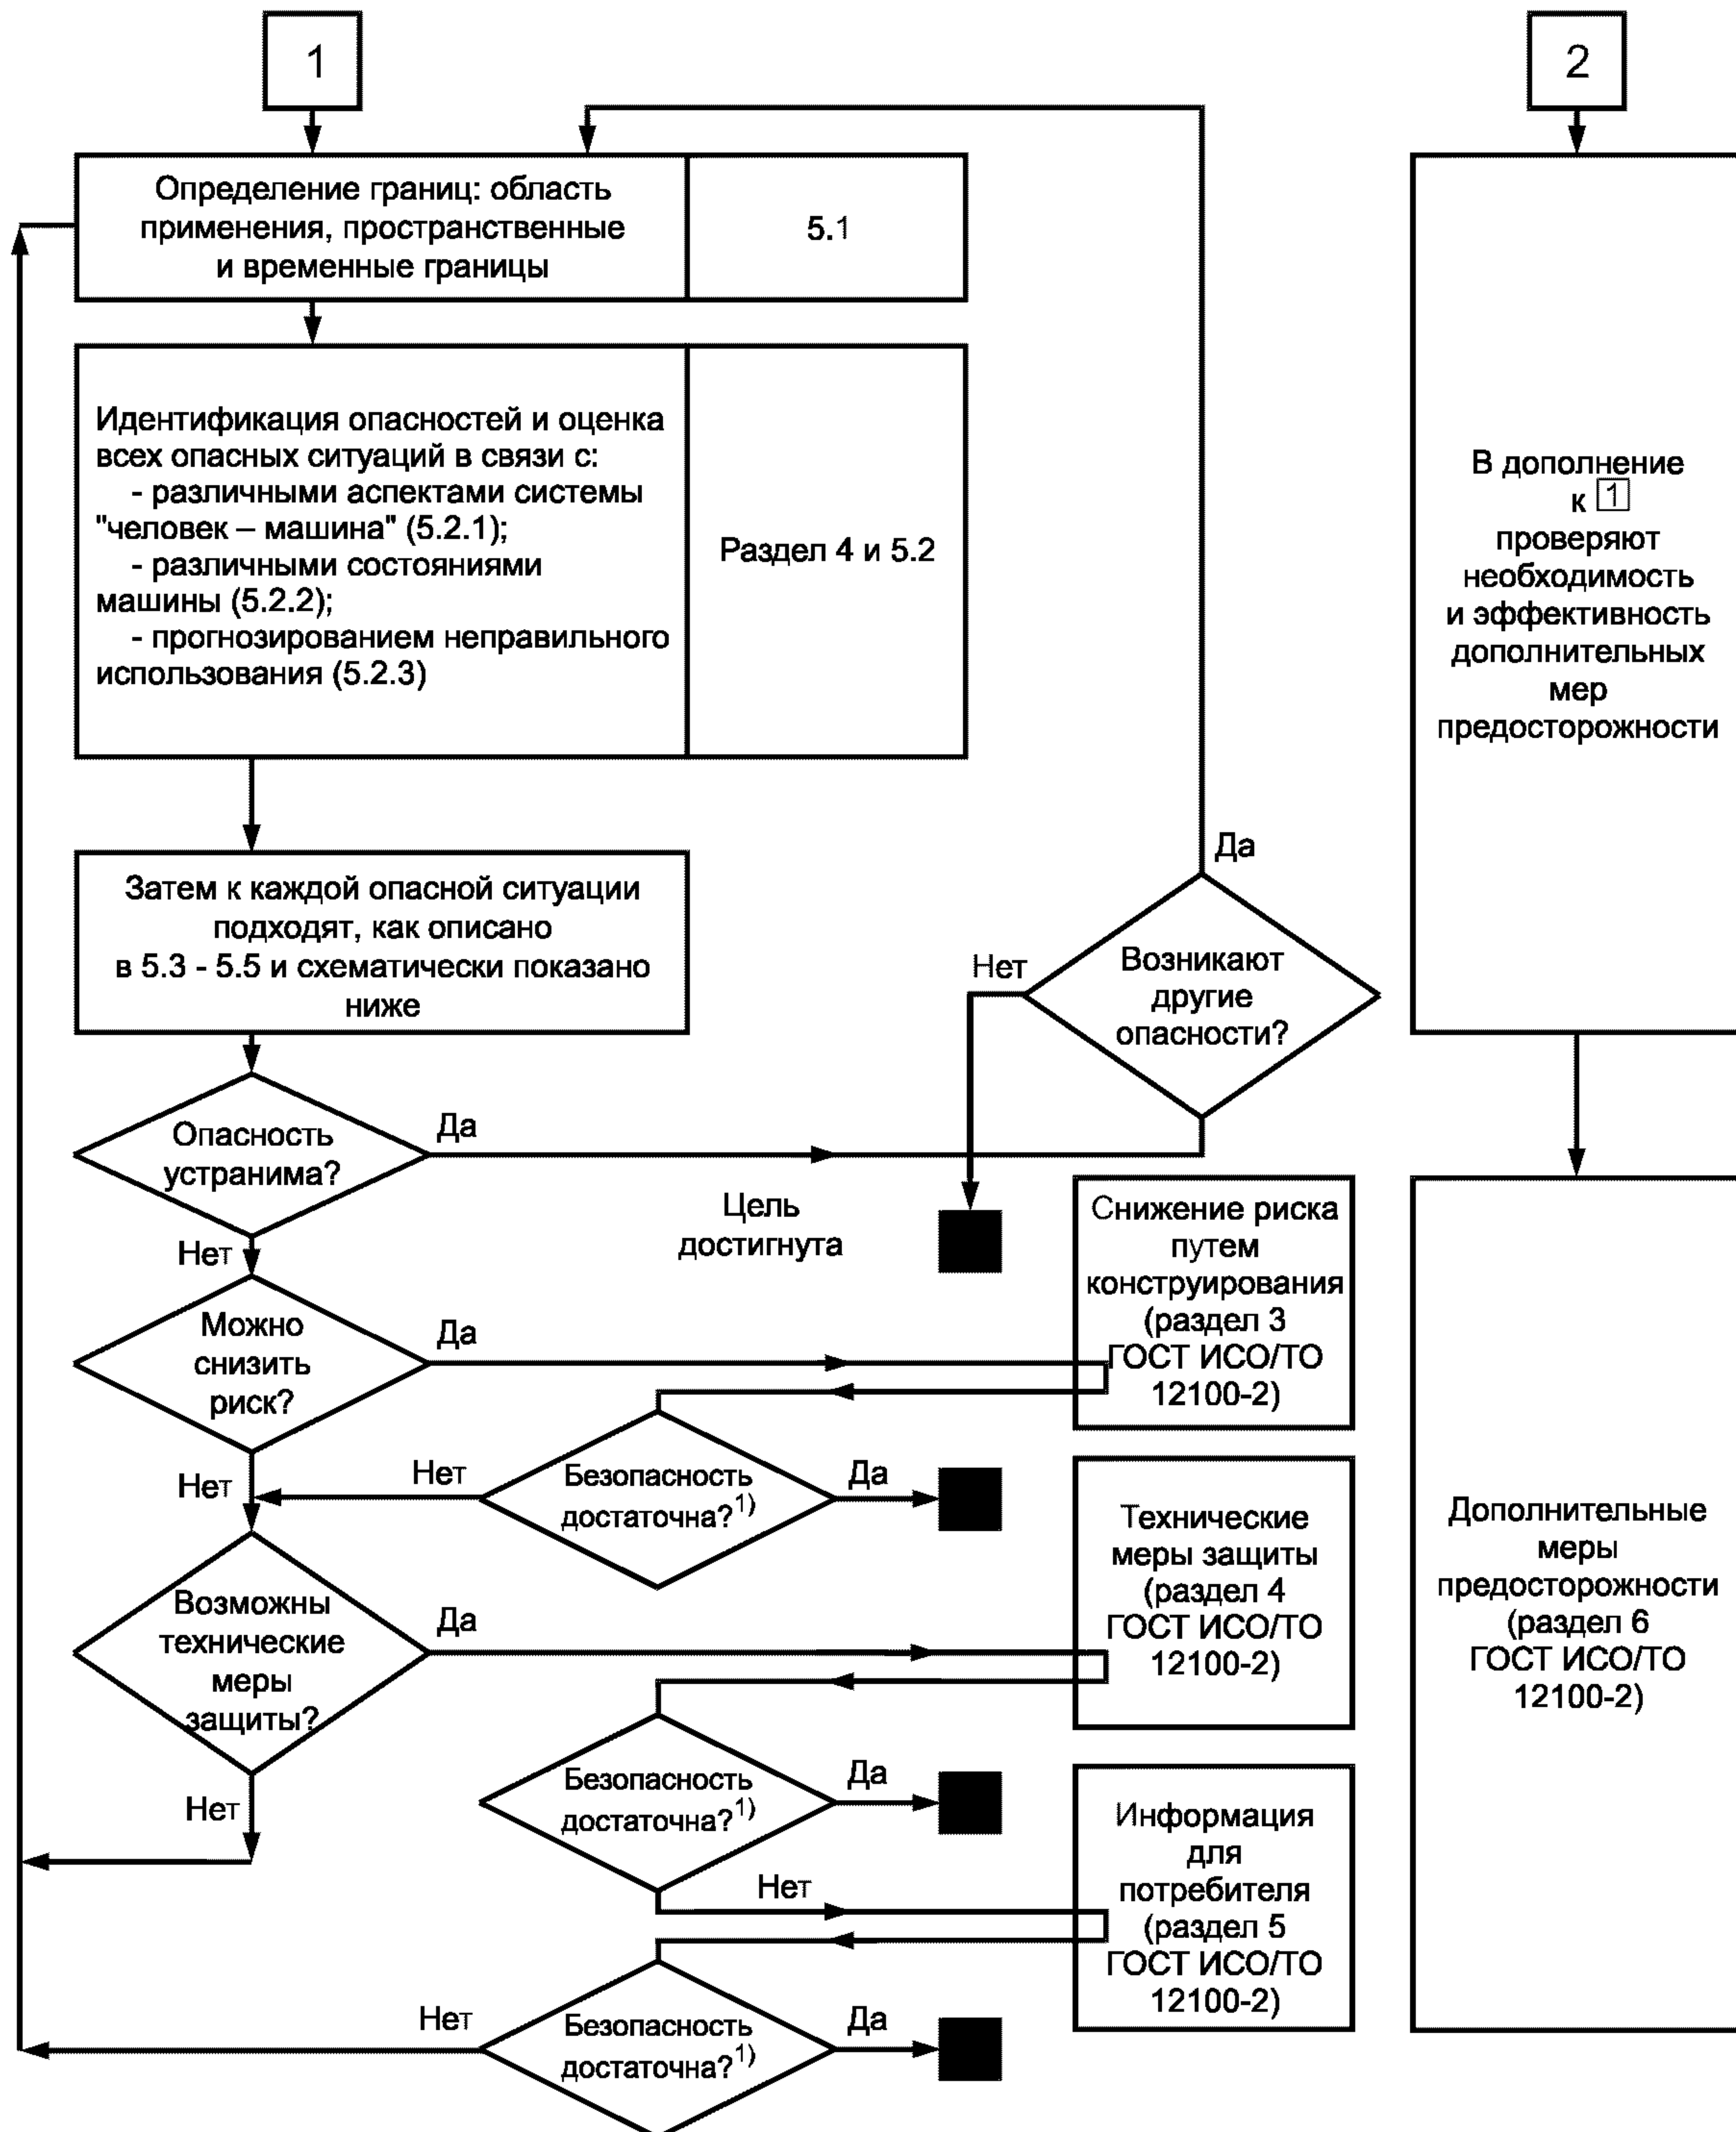 1
Определение границ: область
применения, пространственные
и временные границы
5.1
Идентификация опасностей и оценка
всех опасных ситуаций в связи с:
- различными аспектами системы
"человек – машина" (5.2.1);
- различными состояниями
машины (5.2.2);
- прогнозированием неправильного
использования (5.2.3)
Раздел 4 и 5.2
Затем к каждой опасной ситуации
подходят, как описано
в 5.3 - 5.5 и схематически показано
ниже
Да
Нет
Возникают
другие
опасности?
Опасность
устранима?
Да
Нет
Цель
достигнута
Можно
снизить
риск?
Да
Нет
Снижение риска
путем
конструирования
(раздел 3
ГОСТ ИСО/ТО
12100-2)
Нет
Безопасность
достаточна?1)
Да
Возможны
технические
меры
защиты?
Да
Нет
Технические
меры защиты
(раздел 4
ГОСТ ИСО/ТО
12100-2)
Безопасность
достаточна?1)
Да
Нет
Информация
для
потребителя
(раздел 5
ГОСТ ИСО/ТО
12100-2)
Нет
Безопасность
достаточна?1)
Да
2
В дополнение
к 1
проверяют
необходимость
и эффективность
дополнительных
мер
предосторожности
Дополнительные
меры
предосторожности
(раздел 6
ГОСТ ИСО/ТО
12100-2)